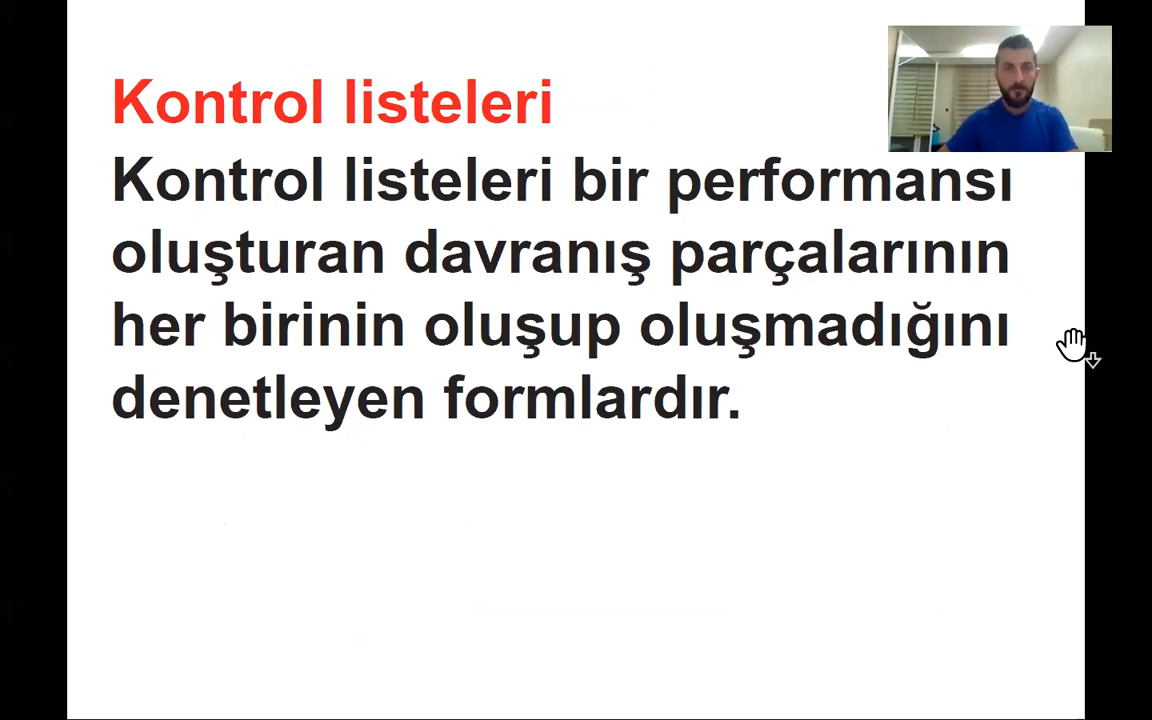 Kontrol listeleri
Kontrol listeleri bir performansı
oluşturan davranış parçalarının
her birinin oluşup oluşmadığını
denetleyen formlardır.